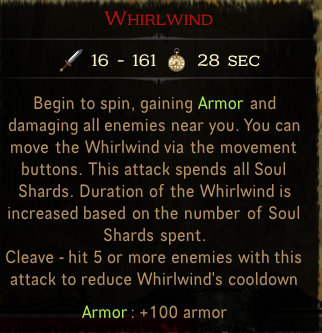 Whirlwind
16 - 161 28 sec
Begin to spin, gaining Armor and
damaging all enemies near you. You can
move the Whirlwind via the movement
buttons. This attack spends all Soul
Shards. Duration of the Whirlwind is
increased based on the number of Soul
Shards spent.
Cleave - hit 5 or more enemies with this
attack to reduce Whirlwind's cooldown
Armor : +100 armor